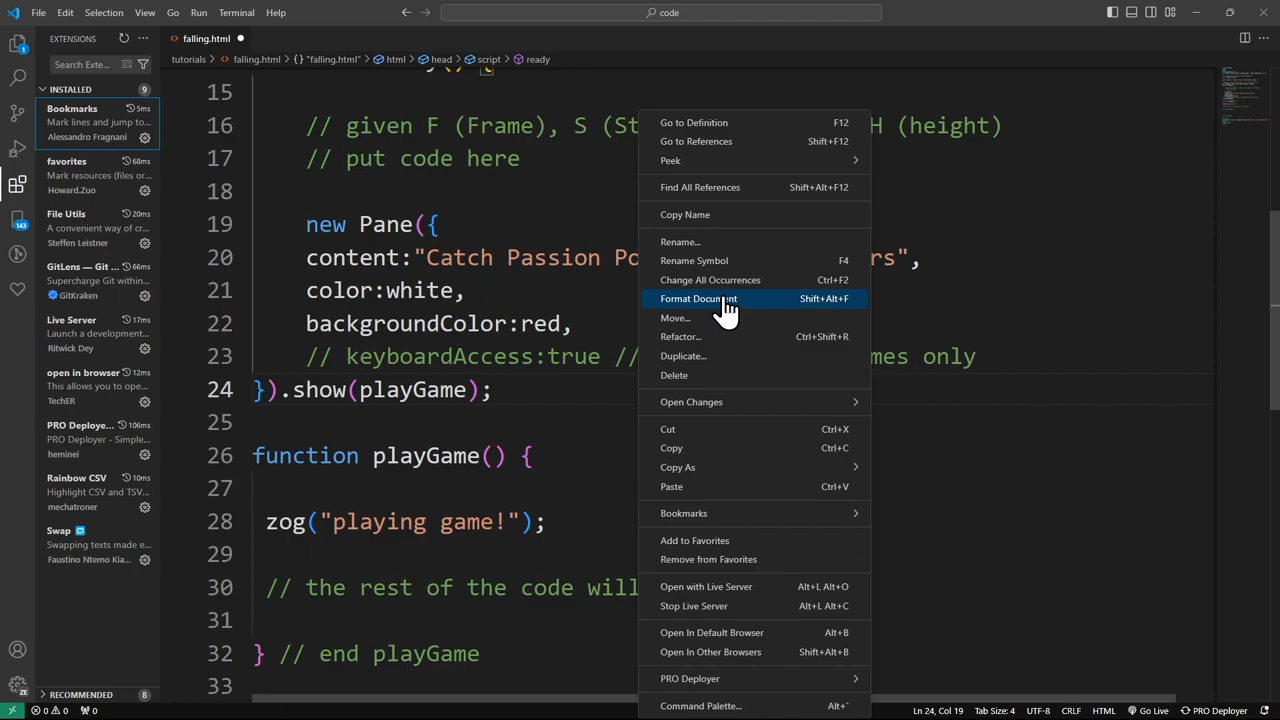 File Edit Selection View Go Run Terminal Help
code
EXTENSIONS
falling.html
Search Exte...
tutorials > falling.html > {} "falling.html" > html > head > script > ready
INSTALLED 9
Bookmarks 5ms
Mark lines and jump to...
Alessandro Fragnani
favorites 68ms
Mark resources (files or...
Howard.Zuo
File Utils 20ms
A convenient way of cr...
Steffen Leistner
GitLens — Git ... 68ms
Supercharge Git within...
GitKraken
Live Server 17ms
Launch a developmen...
Ritwick Dey
open in browser 12ms
This allows you to ope...
TechER
PRO Deploye... 10ms
PRO Deployer - Simple...
heminei
Rainbow CSV 10ms
Highlight CSV and TSV...
mechatroner
Swap
Swapping texts made e...
Faustino Ntemo Kia...
RECOMMENDED 8
1
143
ZE
15
16 // given F (Frame), S (St H (height)
17 // put code here
18
19 new Pane({
20 content:"Catch Passion Po rs",
21 color:white,
22 backgroundColor:red,
23 // keyboardAccess:true // mes only
24 }).show(playGame);
25
26 function playGame() {
27
28 zog("playing game!");
29
30 // the rest of the code will
31
32 } // end playGame
33
Go to Definition F12
Go to References Shift+F12
Peek
Find All References Shift+Alt+F12
Copy Name
Rename...
Rename Symbol F4
Change All Occurrences Ctrl+F2
Format Document Shift+Alt+F
Move...
Refactor... Ctrl+Shift+R
Duplicate...
Delete
Open Changes
Cut Ctrl+X
Copy Ctrl+C
Copy As
Paste Ctrl+V
Bookmarks
Add to Favorites
Remove from Favorites
Open with Live Server Alt+L Alt+O
Stop Live Server Alt+L Alt+C
Open In Default Browser Alt+B
Open In Other Browsers Shift+Alt+B
PRO Deployer
Command Palette... Alt+`
0 0 0 Ln 24, Col 19 Tab Size: 4 UTF-8 CRLF HTML Go Live PRO Deployer